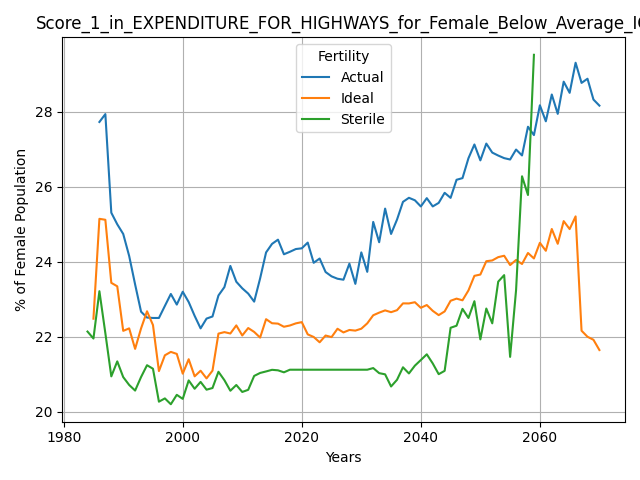 Score_1_in_EXPENDITURE_FOR_HIGHWAYS_for_Female_Below_Average_I
Fertility
Actual
Ideal
Sterile
% of Female Population
28
26
24
22
20
1980
2000
2020
2040
2060
Years